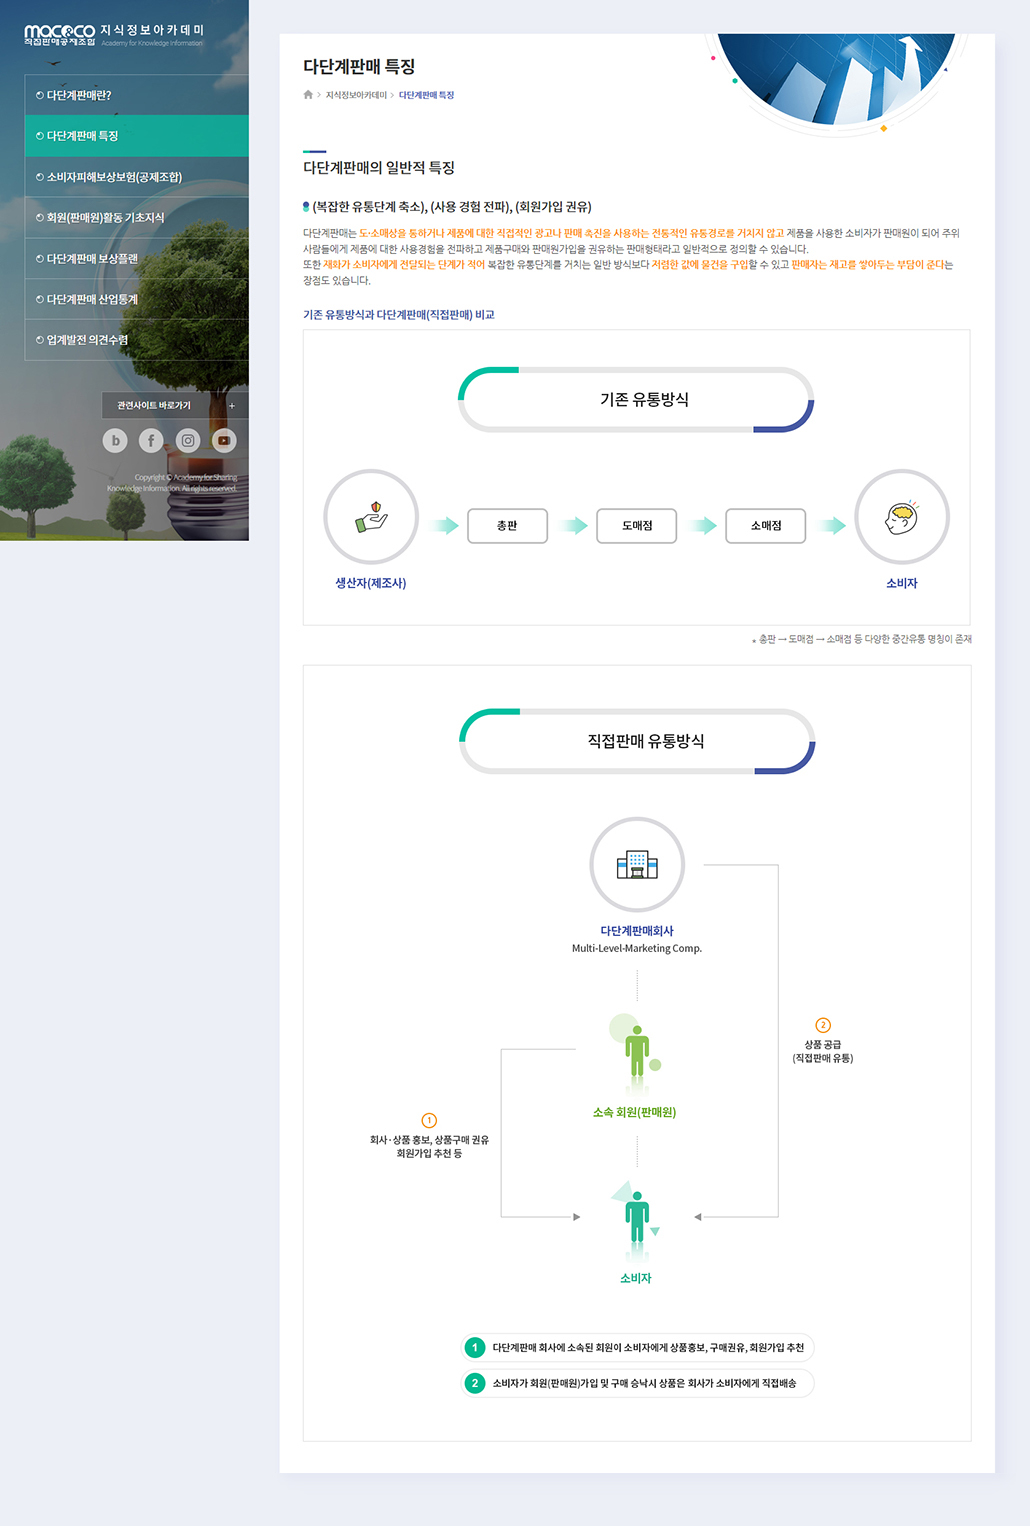 macco 지식정보아카데미
직접판매공제조합 Academy for Knowledge Information
다단계판매란?
다단계판매 특징
소비자피해보상보험(공제조합)
회원(판매원)활동 기초지식
다단계판매 보상플랜
다단계판매 산업통계
업계발전 의견수렴
관련사이트 바로가기 +
b f
Copyright © Academy for Sharing
Knowledge Information. All rights reserved.
다단계판매 특징
> 지식정보아카데미 > 다단계판매 특징
다단계판매의 일반적 특징
(복잡한 유통단계 축소), (사용 경험 전파), (회원가입 권유)
다단계판매는 도·소매상을 통하거나 제품에 대한 직접적인 광고나 판매 촉진을 사용하는 전통적인 유통경로를 거치지 않고 제품을 사용한 소비자가 판매원이 되어 주위
사람들에게 제품에 대한 사용경험을 전파하고 제품구매와 판매원가입을 권유하는 판매형태라고 일반적으로 정의할 수 있습니다.
또한 재화가 소비자에게 전달되는 단계가 적어 복잡한 유통단계를 거치는 일반 방식보다 저렴한 값에 물건을 구입할 수 있고 판매자는 재고를 쌓아두는 부담이 준다는
장점도 있습니다.
기존 유통방식과 다단계판매(직접판매) 비교
기존 유통방식
총판
도매점
소매점
생산자(제조사)
소비자
* 총판 → 도매점 → 소매점 등 다양한 중간유통 명칭이 존재
직접판매 유통방식
다단계판매회사
Multi-Level-Marketing Comp.
2
상품 공급
(직접판매 유통)
소속 회원(판매원)
1
회사·상품 홍보, 상품구매 권유
회원가입 추천 등
소비자
1 다단계판매 회사에 소속된 회원이 소비자에게 상품홍보, 구매권유, 회원가입 추천
2 소비자가 회원(판매원)가입 및 구매 승낙시 상품은 회사가 소비자에게 직접배송